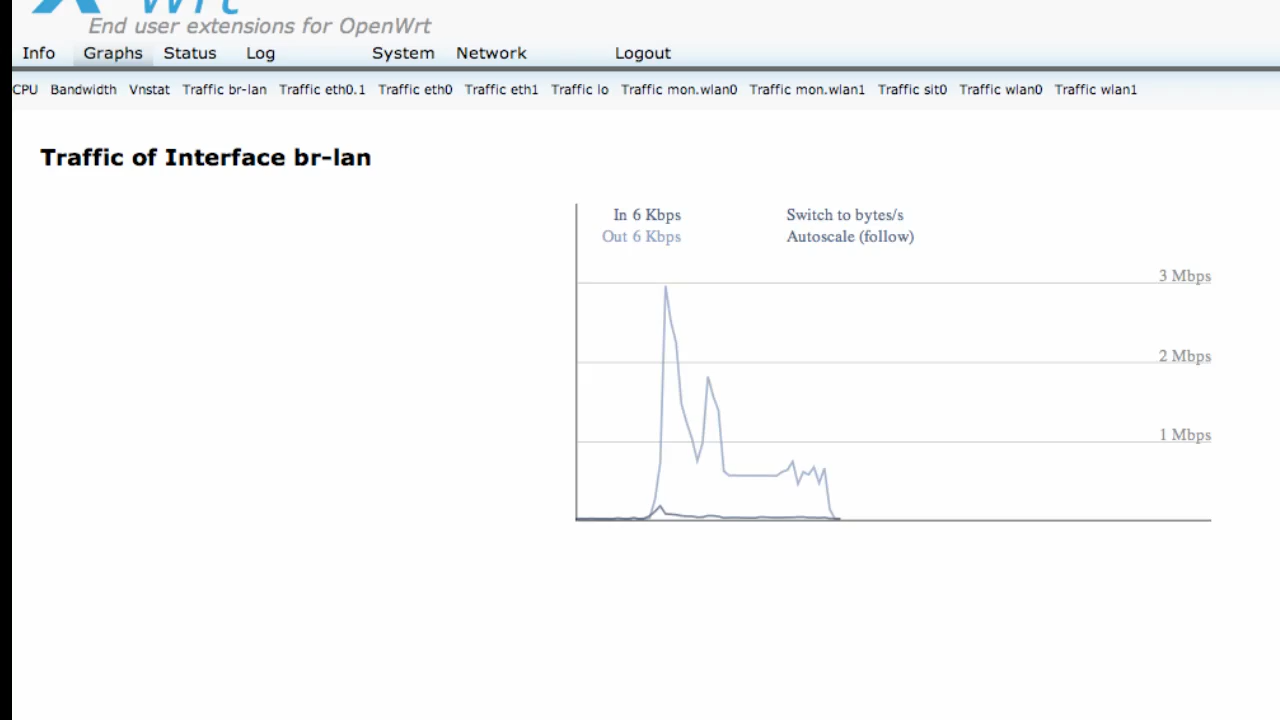 Wrt
End user extensions for OpenWrt
Info Graphs Status Log System Network Logout
CPU Bandwidth Vnstat Traffic br-lan Traffic eth0.1 Traffic eth0 Traffic eth1 Traffic lo Traffic mon.wlan0 Traffic mon.wlan1 Traffic sit0 Traffic wlan0 Traffic wlan1
Traffic of Interface br-lan
In 6 Kbps Switch to bytes/s
Out 6 Kbps Autoscale (follow)
3 Mbps
2 Mbps
1 Mbps